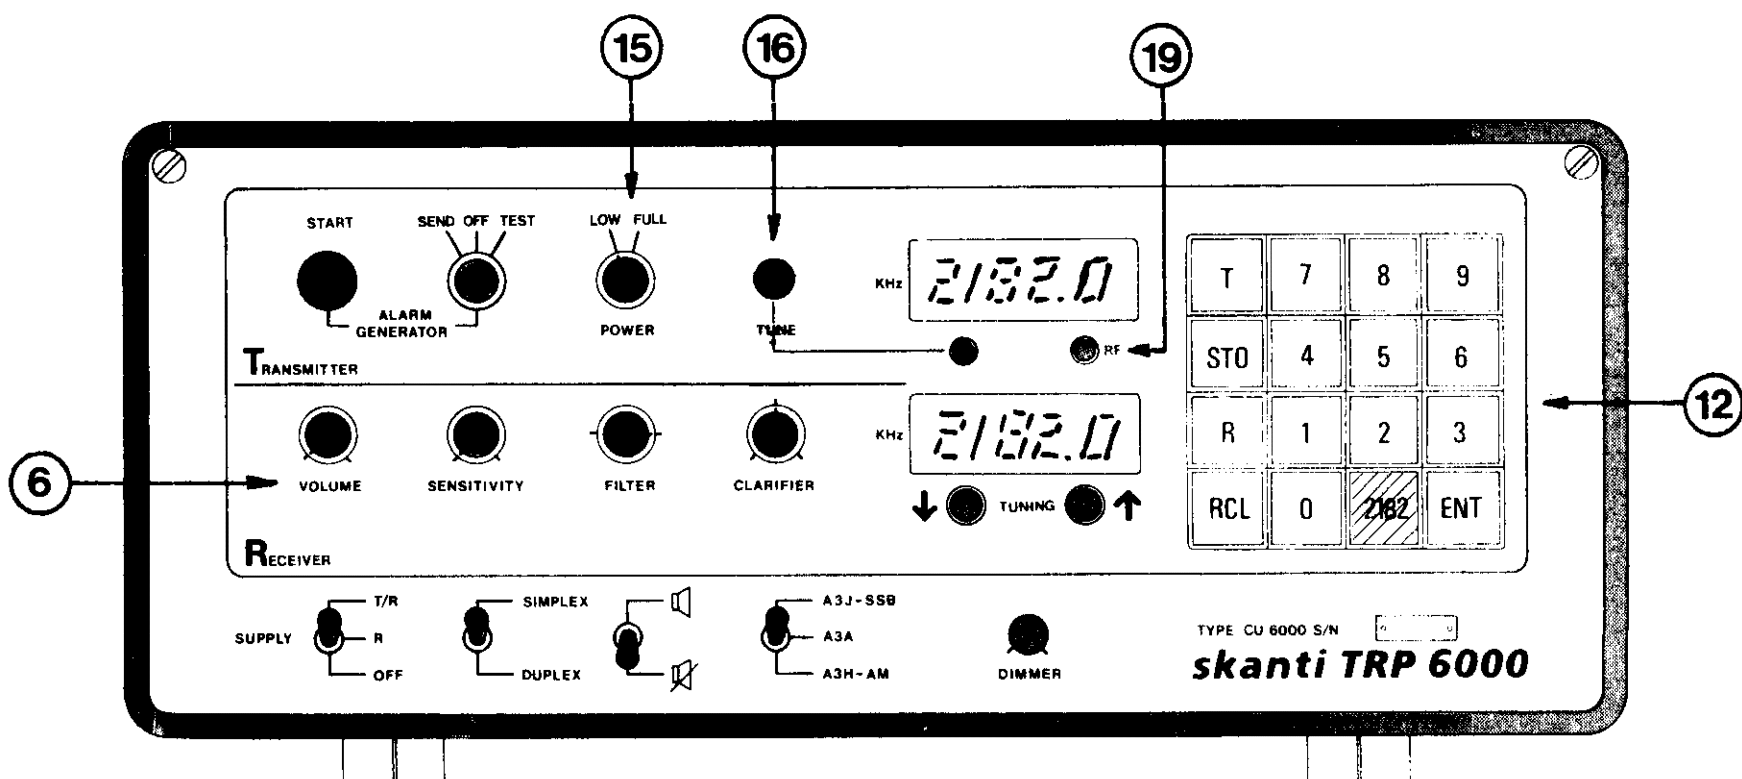 15
16
19
START
SEND OFF TEST
LOW FULL
KHz
2182.0
T
7
8
9
ALARM
GENERATOR
POWER
TUNE
RF
TRANSMITTER
STO
4
5
6
12
KHz
2182.0
R
1
2
3
6
VOLUME
SENSITIVITY
FILTER
CLARIFIER
TUNING
RCL
0
2182
ENT
RECEIVER
SUPPLY
T/R
R
OFF
SIMPLEX
DUPLEX
A3J-SSB
A3A
A3H-AM
DIMMER
TYPE CU 6000 S/N
skanti TRP 6000